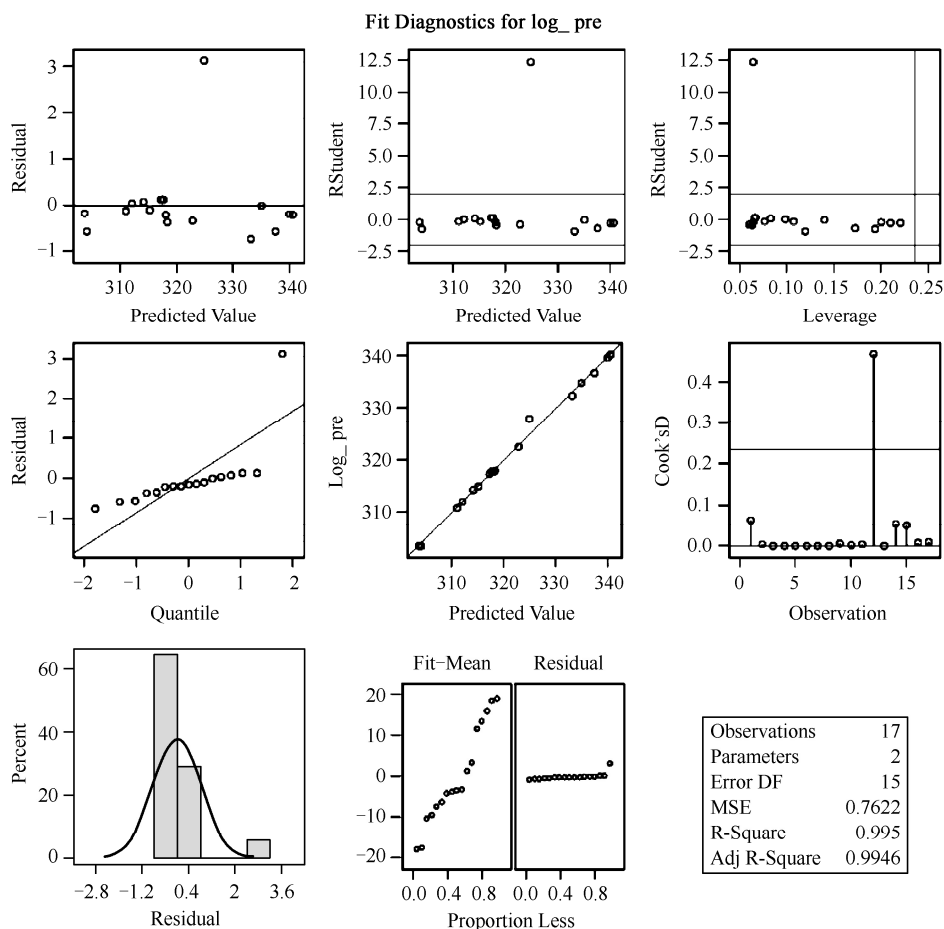 Fit Diagnostics for log_ pre
Residual
3
2
1
0
−1
310 320 330 340
Predicted Value
RStudent
12.5
10.0
7.5
5.0
2.5
0.0
−2.5
310 320 330 340
Predicted Value
RStudent
12.5
10.0
7.5
5.0
2.5
0.0
−2.5
0.05 0.10 0.15 0.20 0.25
Leverage
Residual
3
2
1
0
−1
−2 −1 0 1 2
Quantile
Log_ pre
340
330
320
310
310 320 330 340
Predicted Value
Cook’sD
0.4
0.3
0.2
0.1
0.0
0 5 10 15
Observation
Percent
60
40
20
0
−2.8 −1.2 0.4 2 3.6
Residual
Fit−Mean Residual
20
10
0
−10
−20
0.0 0.4 0.8 0.0 0.4 0.8
Proportion Less
Observations 17
Parameters 2
Error DF 15
MSE 0.7622
R-Square 0.995
Adj R-Square 0.9946